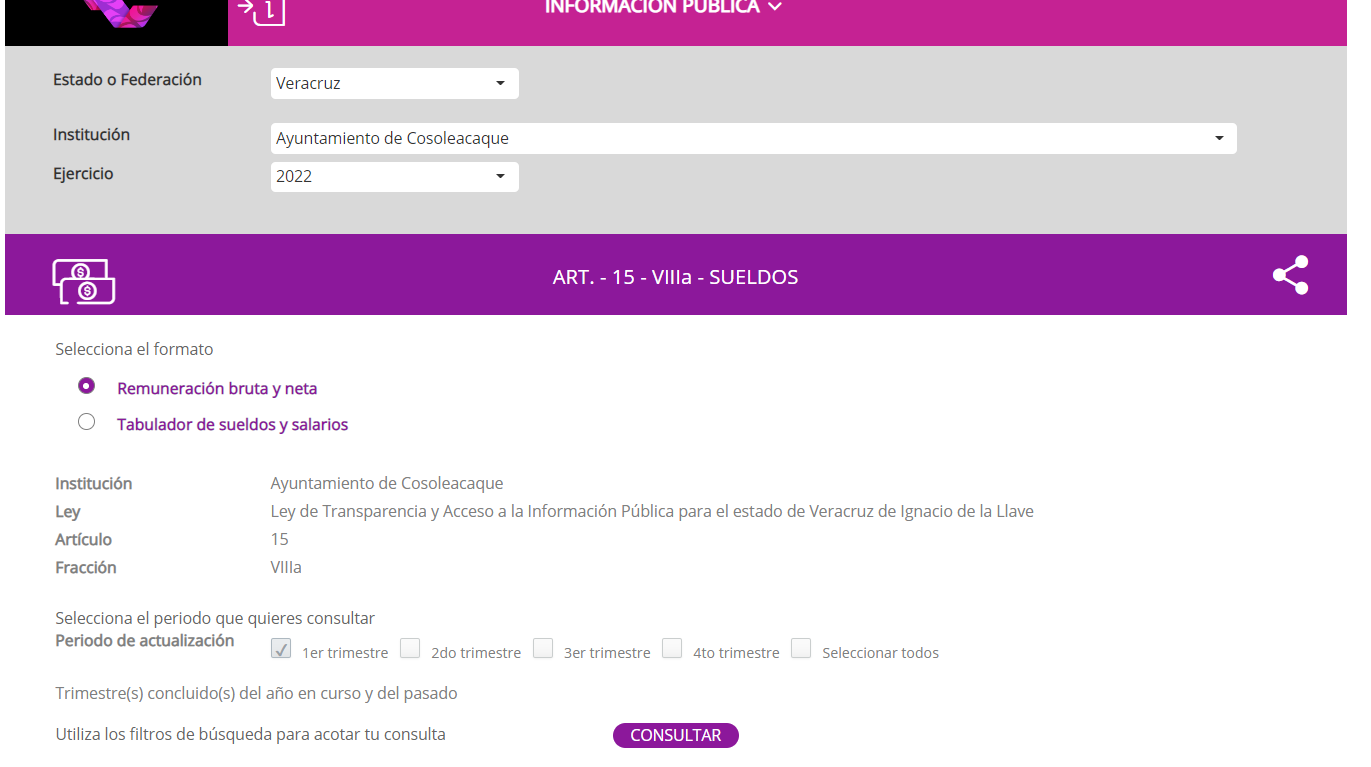 INFORMACIÓN PÚBLICA
Estado o Federación
Veracruz
Institución
Ayuntamiento de Cosoleacaque
Ejercicio
2022
ART. - 15 - VIIIa - SUELDOS
Selecciona el formato
Remuneración bruta y neta
Tabulador de sueldos y salarios
Institución Ayuntamiento de Cosoleacaque
Ley Ley de Transparencia y Acceso a la Información Pública para el estado de Veracruz de Ignacio de la Llave
Artículo 15
Fracción VIIIa
Selecciona el periodo que quieres consultar
Periodo de actualización 1er trimestre 2do trimestre 3er trimestre 4to trimestre Seleccionar todos
Trimestre(s) concluido(s) del año en curso y del pasado
Utiliza los filtros de búsqueda para acotar tu consulta CONSULTAR